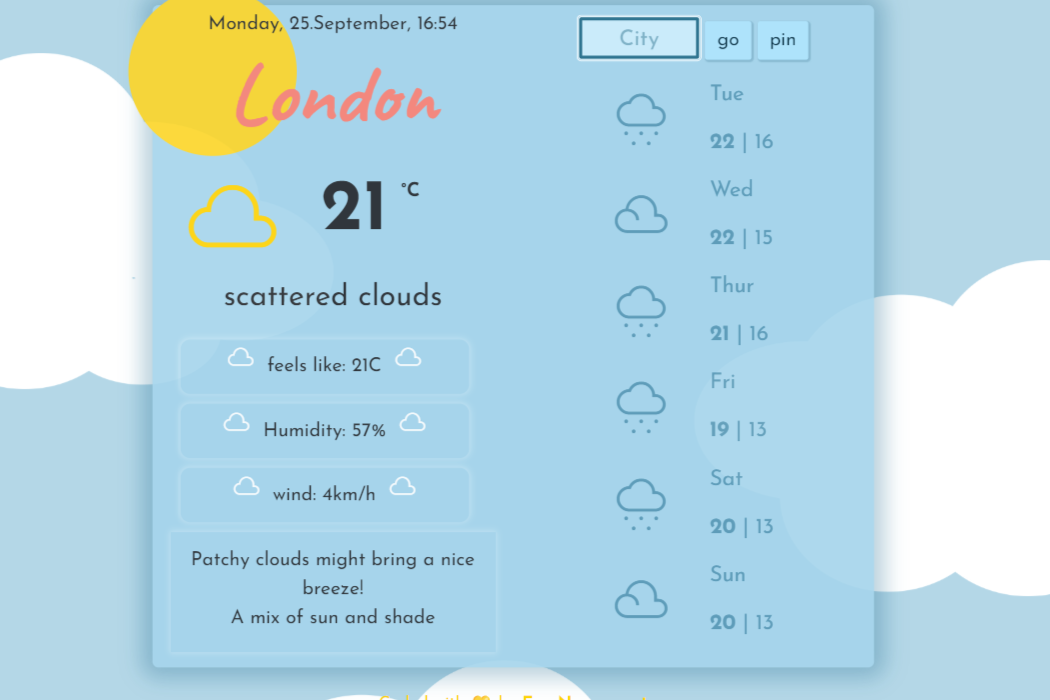 Monday, 25.September, 16:54
London
21 °C
scattered clouds
feels like: 21C
Humidity: 57%
wind: 4km/h
Patchy clouds might bring a nice
breeze!
A mix of sun and shade
City go pin
Tue
22 | 16
Wed
22 | 15
Thur
21 | 16
Fri
19 | 13
Sat
20 | 13
Sun
20 | 13